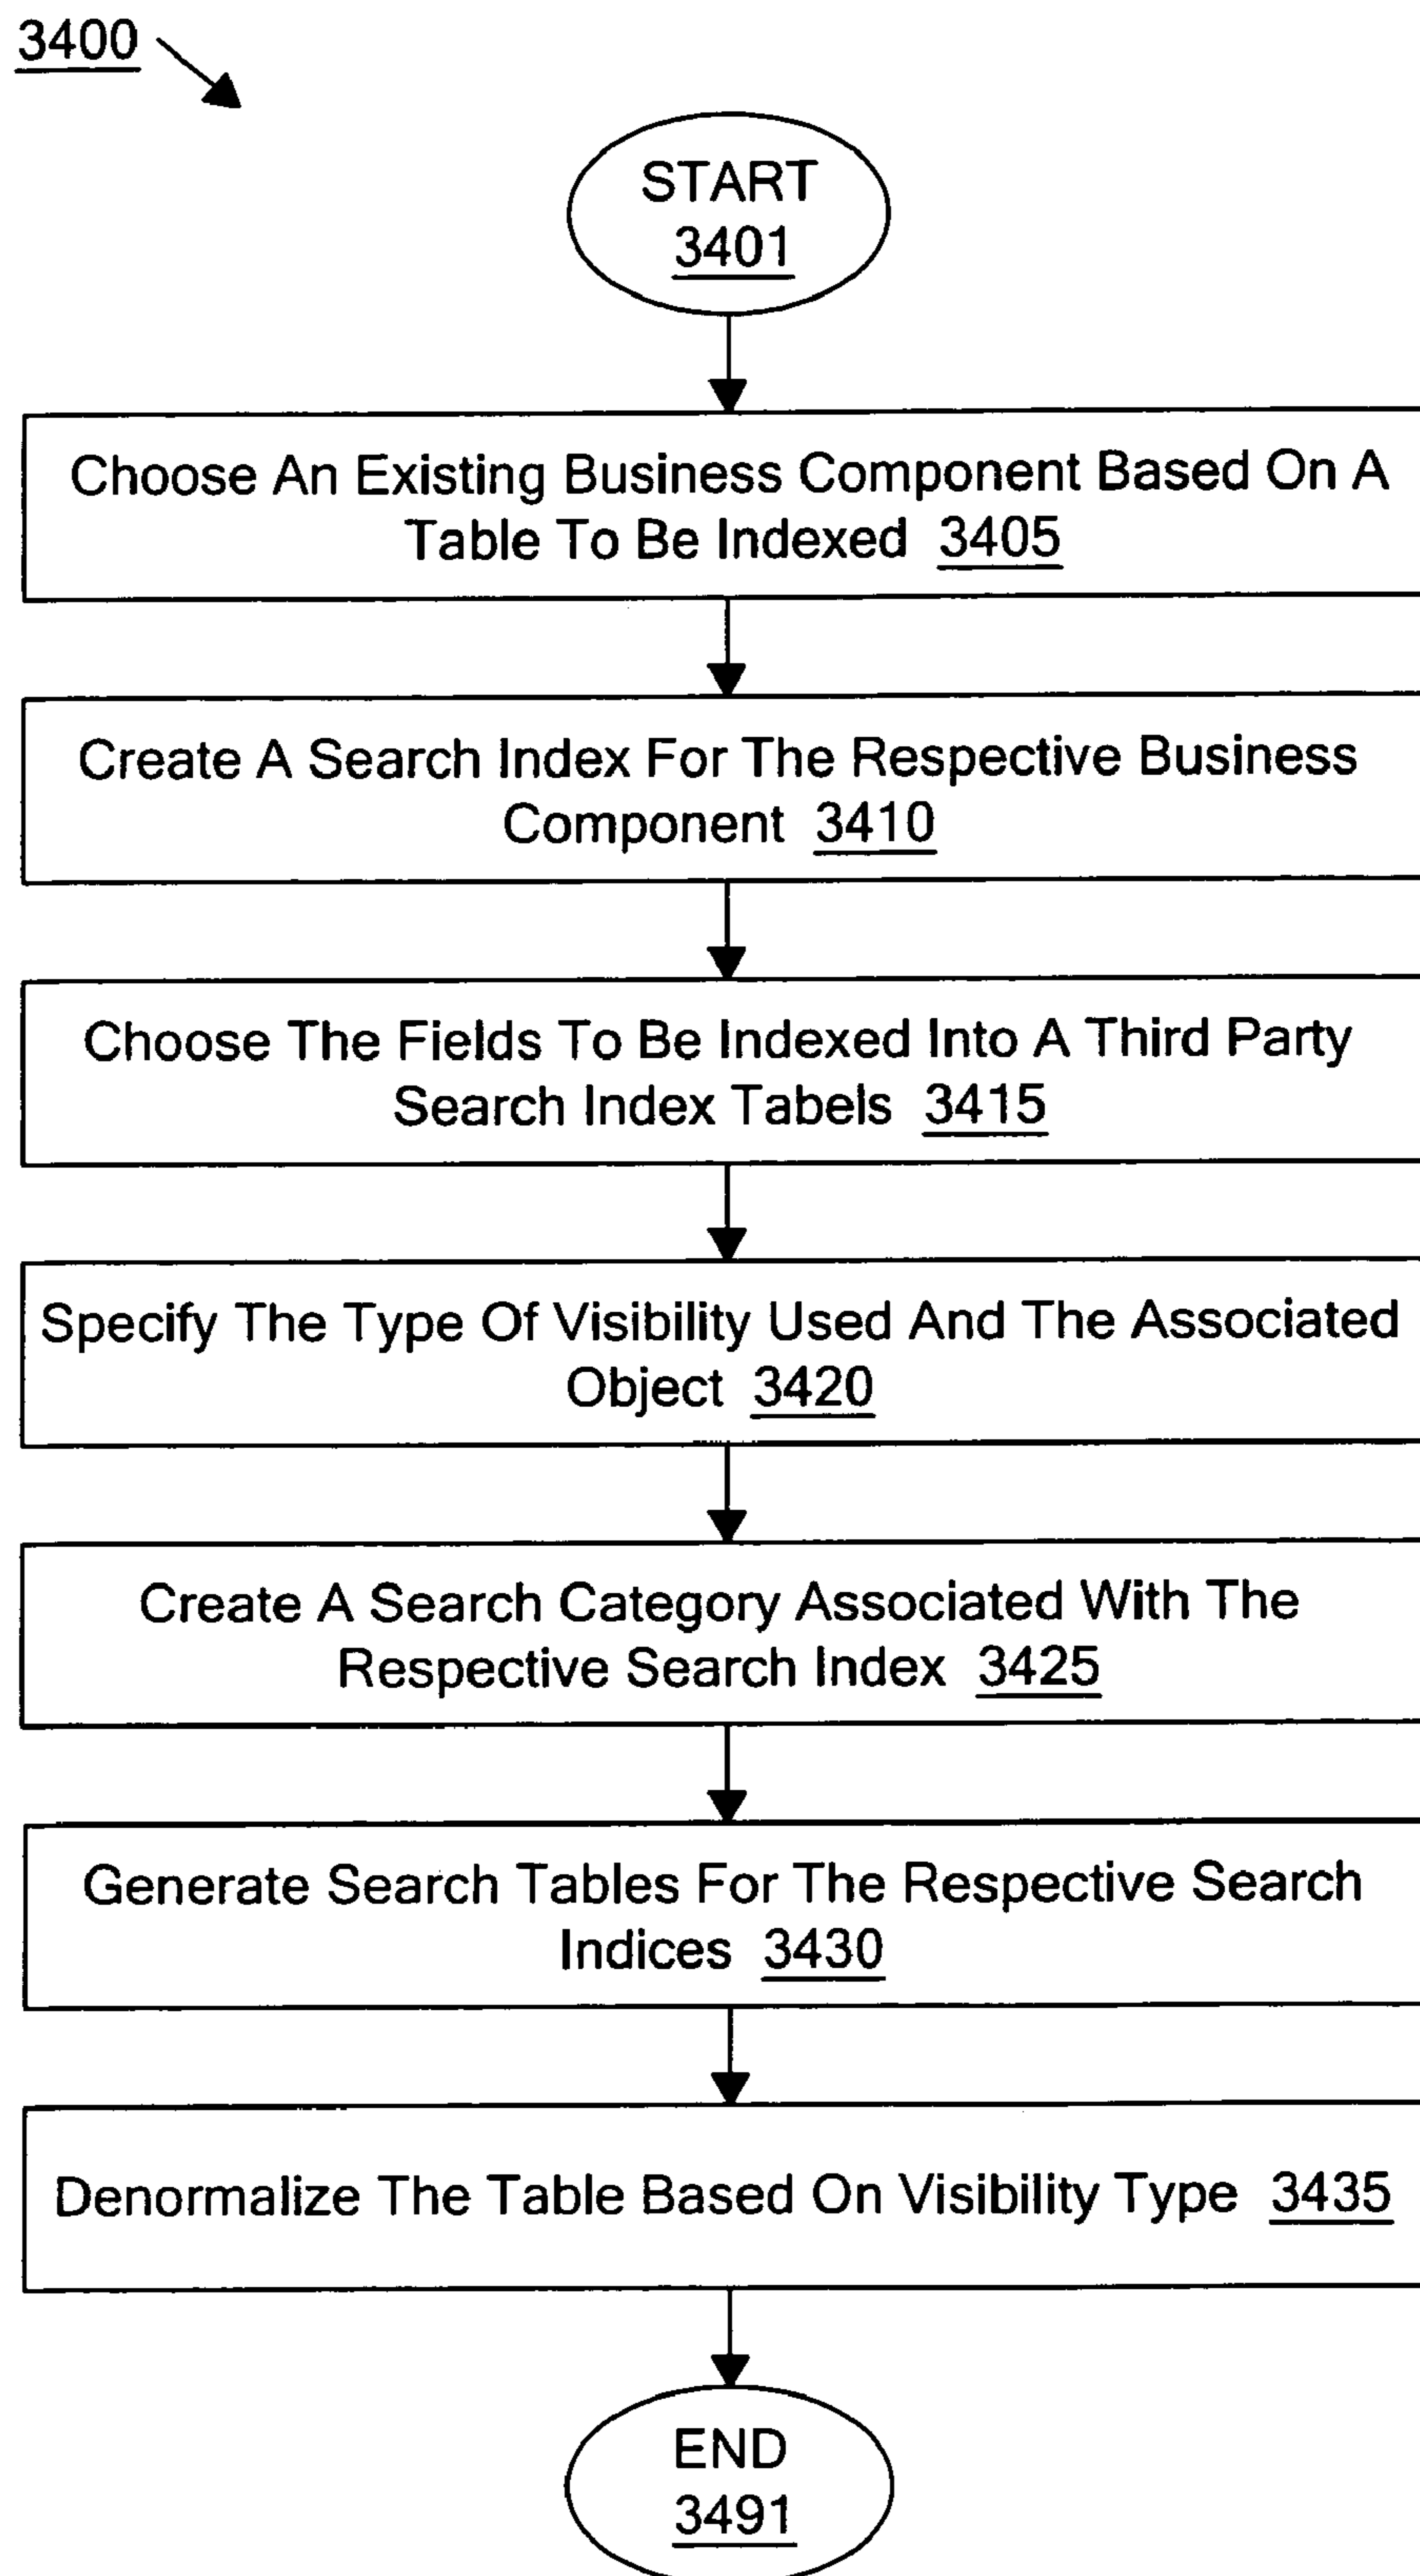 3400
START
3401
Choose An Existing Business Component Based On A
Table To Be Indexed 3405
Create A Search Index For The Respective Business
Component 3410
Choose The Fields To Be Indexed Into A Third Party
Search Index Tabels 3415
Specify The Type Of Visibility Used And The Associated
Object 3420
Create A Search Category Associated With The
Respective Search Index 3425
Generate Search Tables For The Respective Search
Indices 3430
Denormalize The Table Based On Visibility Type 3435
END
3491